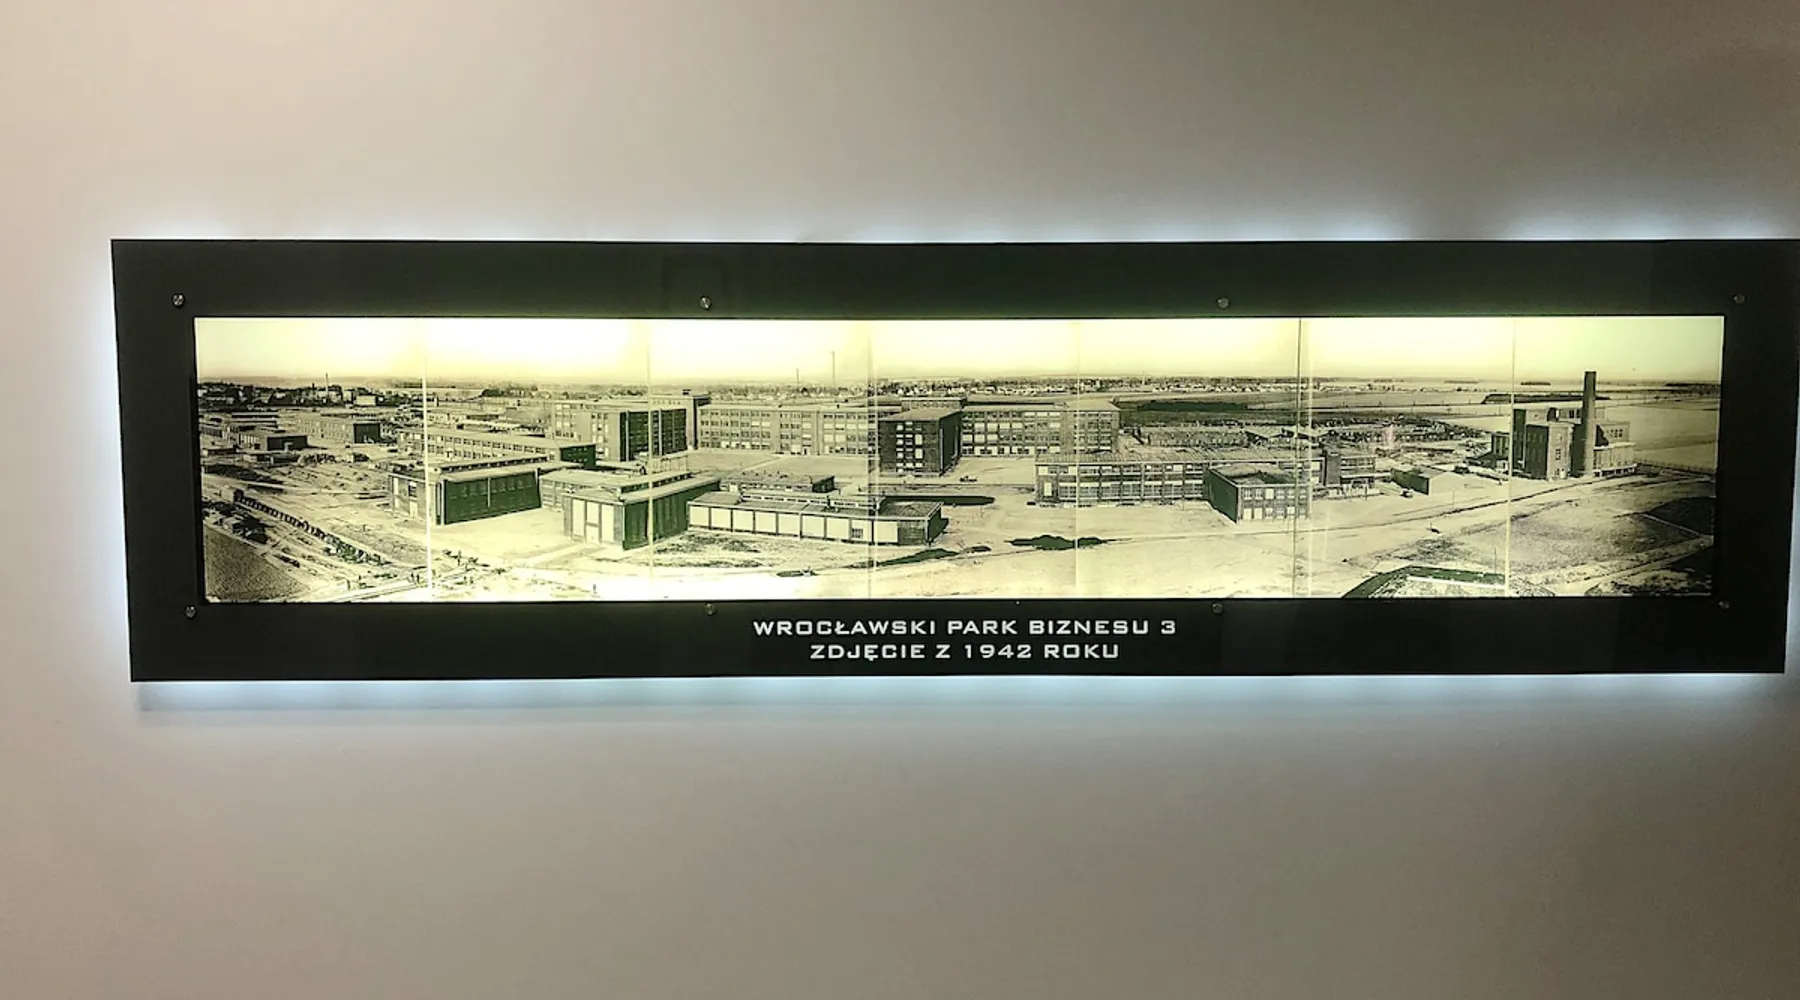 WROCŁAWSKI PARK BIZNESU 3
ZDJĘCIE Z 1942 ROKU